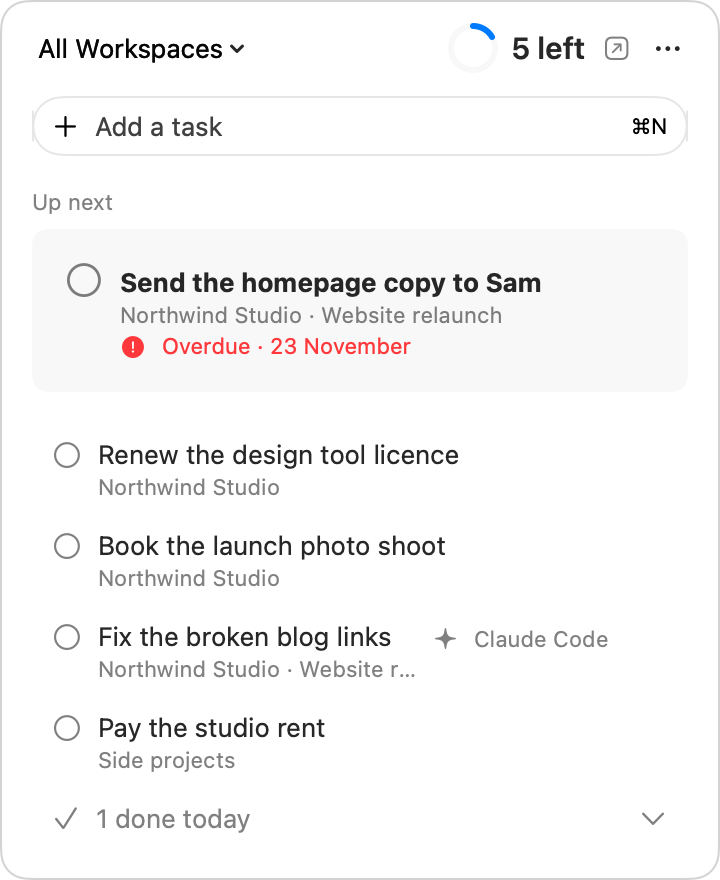 All Workspaces
5 left
Add a task
⌘N
Up next
Send the homepage copy to Sam
Northwind Studio · Website relaunch
Overdue · 23 November
Renew the design tool licence
Northwind Studio
Book the launch photo shoot
Northwind Studio
Fix the broken blog links
Claude Code
Northwind Studio · Website r...
Pay the studio rent
Side projects
1 done today